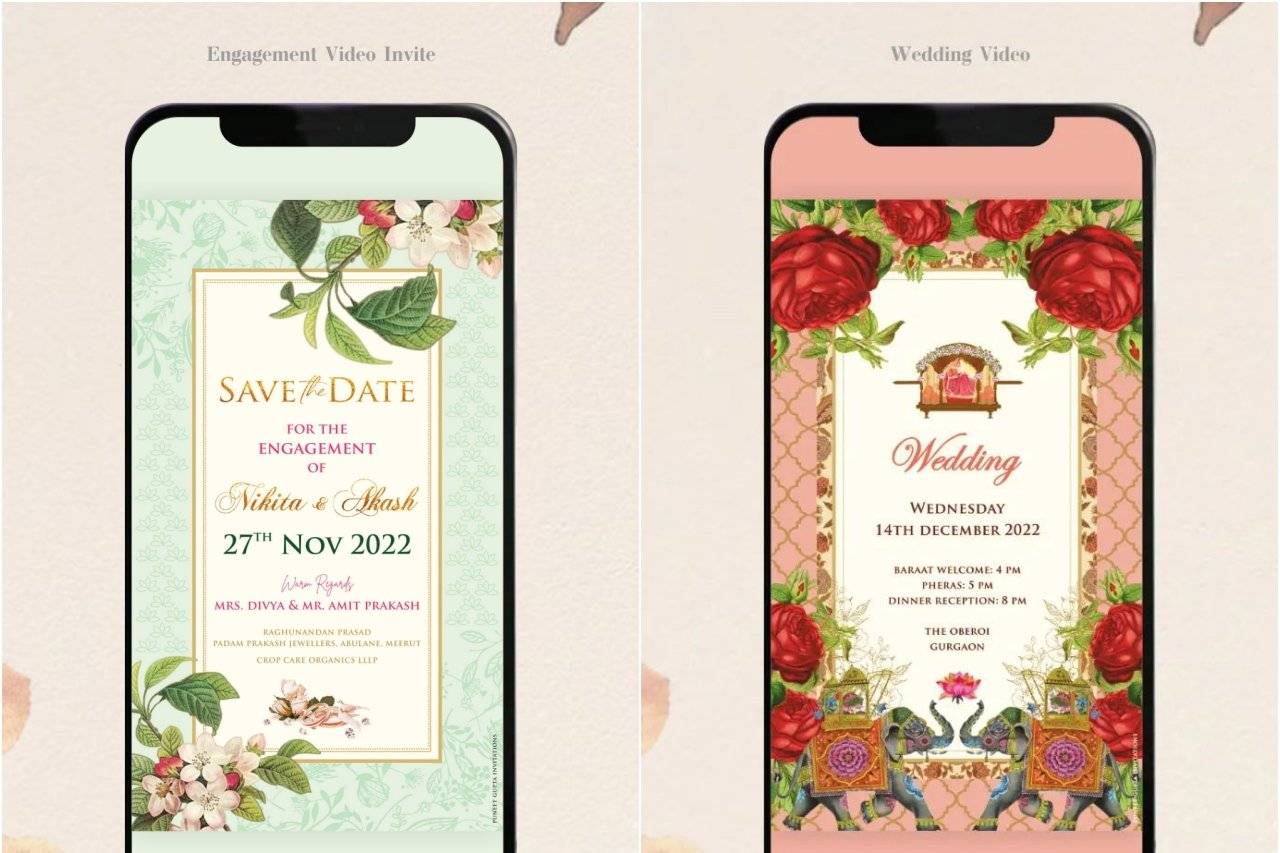 Engagement Video Invite
SAVE the DATE
FOR THE
ENGAGEMENT
OF
Nikita & Akash
27TH Nov 2022
Warm Regards
MRS. DIVYA & MR. AMIT PRAKASH
RAGHUNANDAN PRASAD
PADAM PRAKASH JEWELLERS, ABULANE, MEERUT
CROP CARE ORGANICS LLLP
PUNEET GUPTA INVITATIONS
Wedding Video
Wedding
WEDNESDAY
14TH DECEMBER 2022
BARAAT WELCOME: 4 PM
PHERAS: 5 PM
DINNER RECEPTION: 8 PM
THE OBEROI
GURGAON